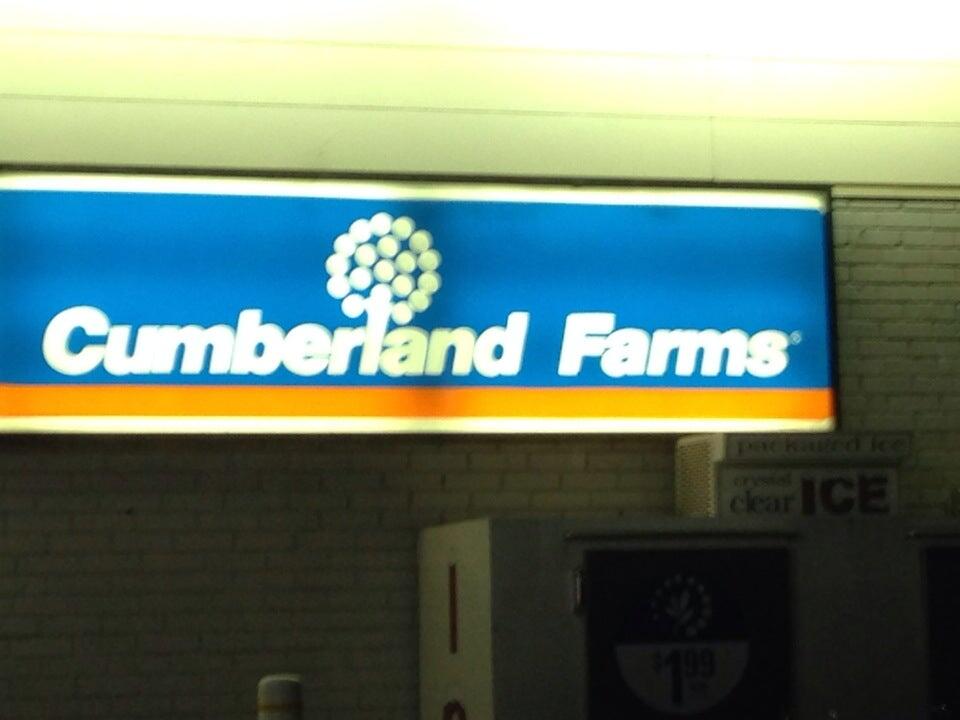 Cumberland Farms
packaged ice
crystal
clear ICE
$1.99